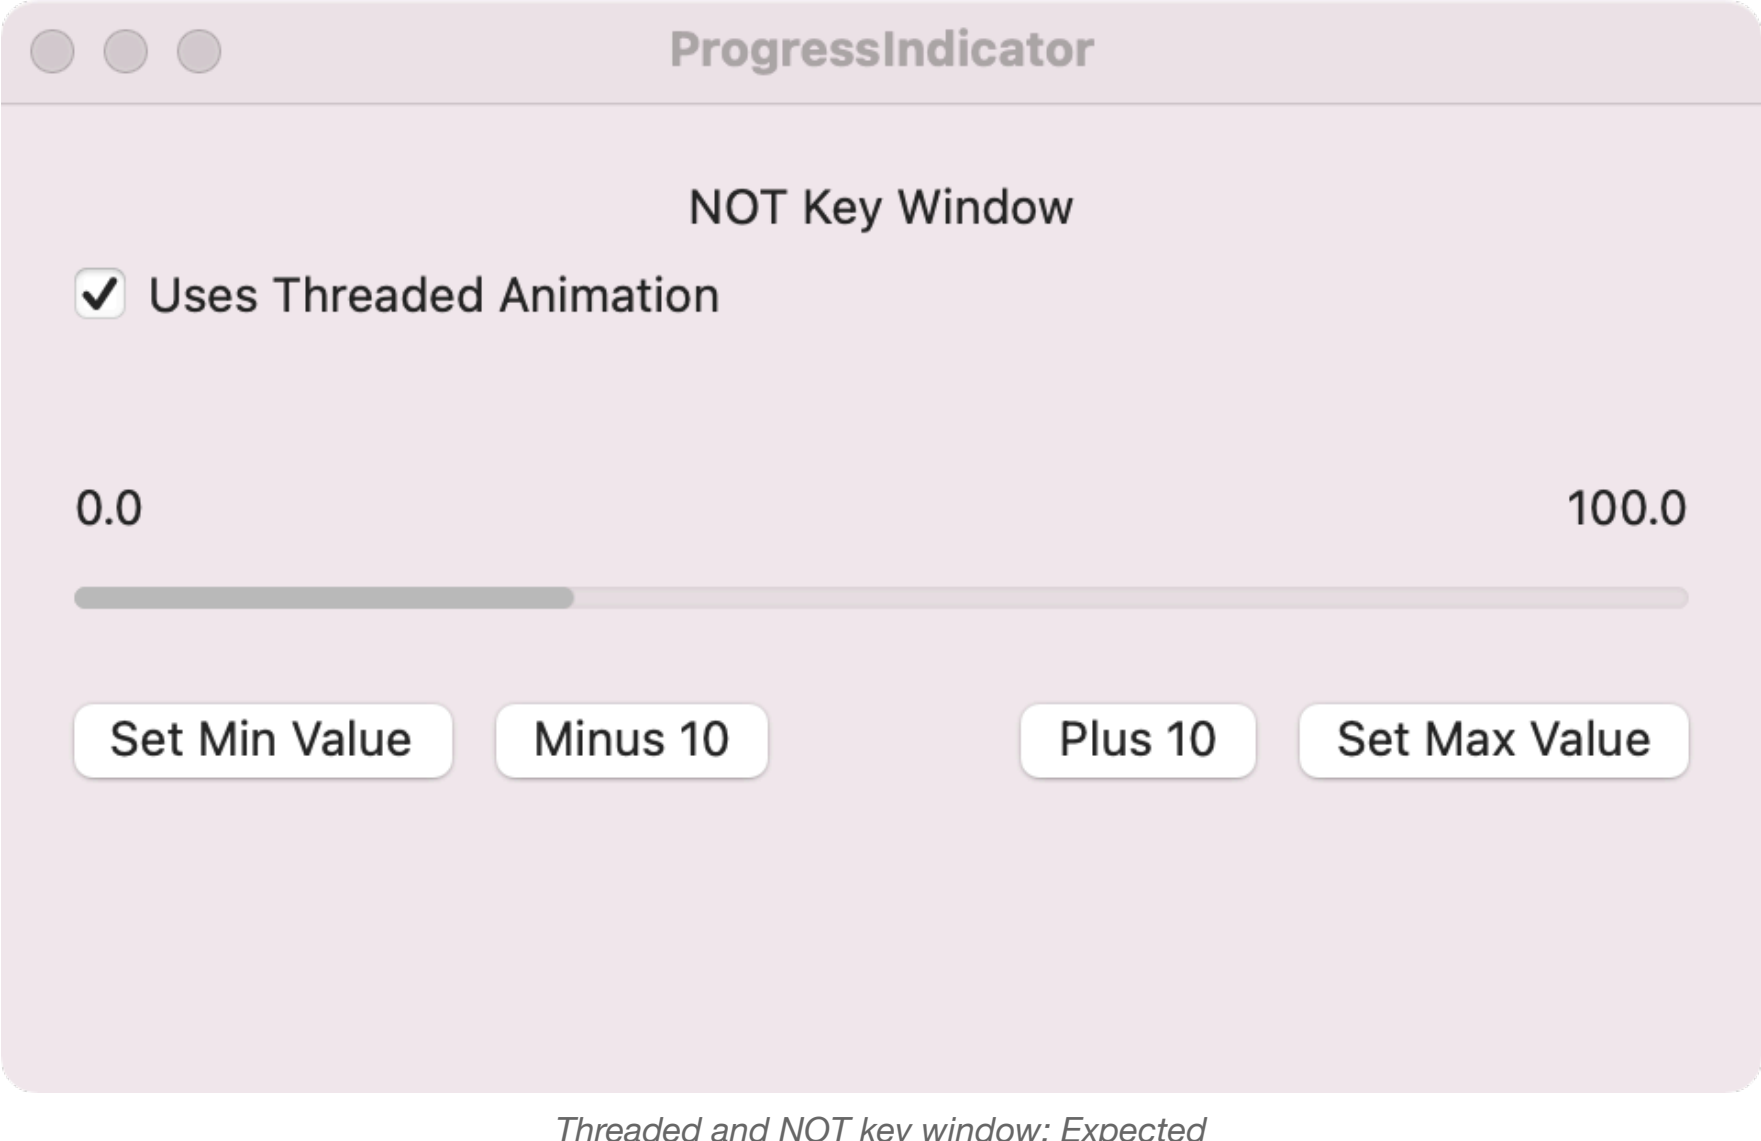 ProgressIndicator
NOT Key Window
Uses Threaded Animation
0.0 100.0
Set Min Value Minus 10 Plus 10 Set Max Value
Threaded and NOT key window: Expected